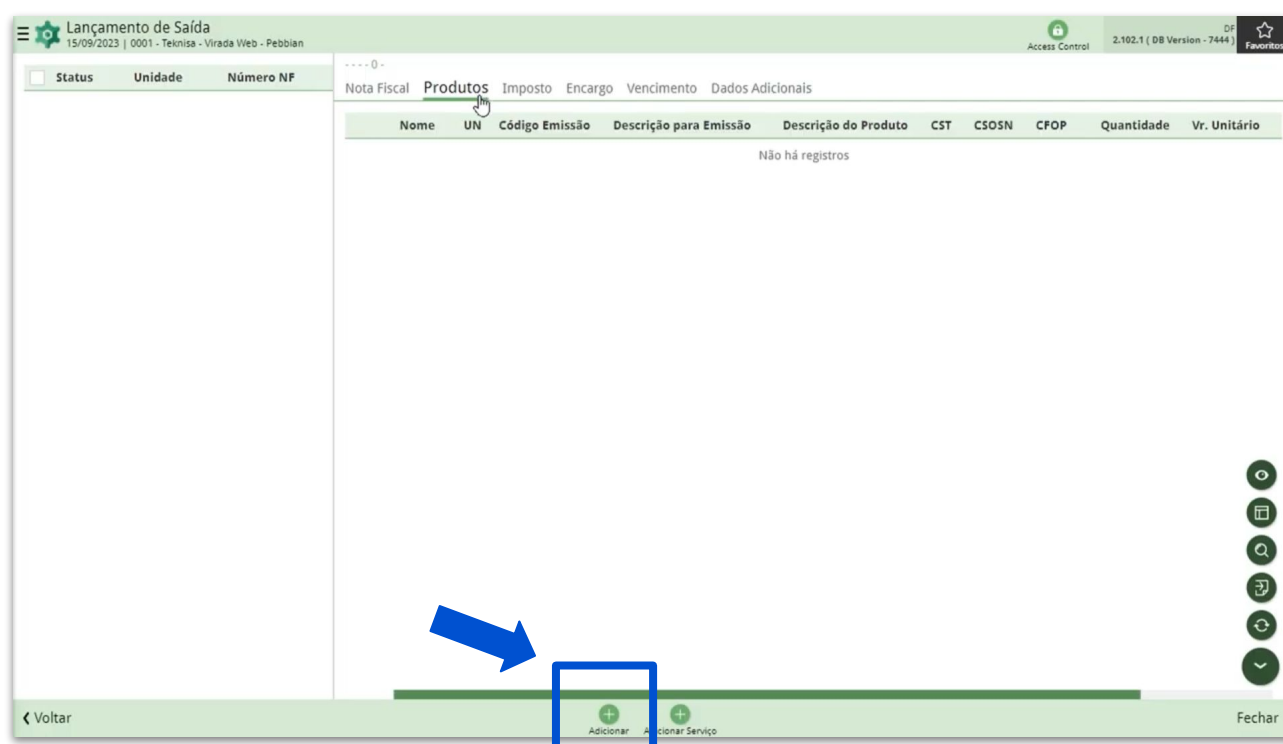 Lançamento de Saída
15/09/2023 | 0001 - Teknisa - Virada Web - Pebbian
Access Control
DF
2.102.1 ( DB Version - 7444 )
Favoritos
Status Unidade Número NF
- - - - 0 -
Nota Fiscal Produtos Imposto Encargo Vencimento Dados Adicionais
Nome UN Código Emissão Descrição para Emissão Descrição do Produto CST CSOSN CFOP Quantidade Vr. Unitário
Não há registros
Voltar
Adicionar
Adicionar Serviço
Fechar